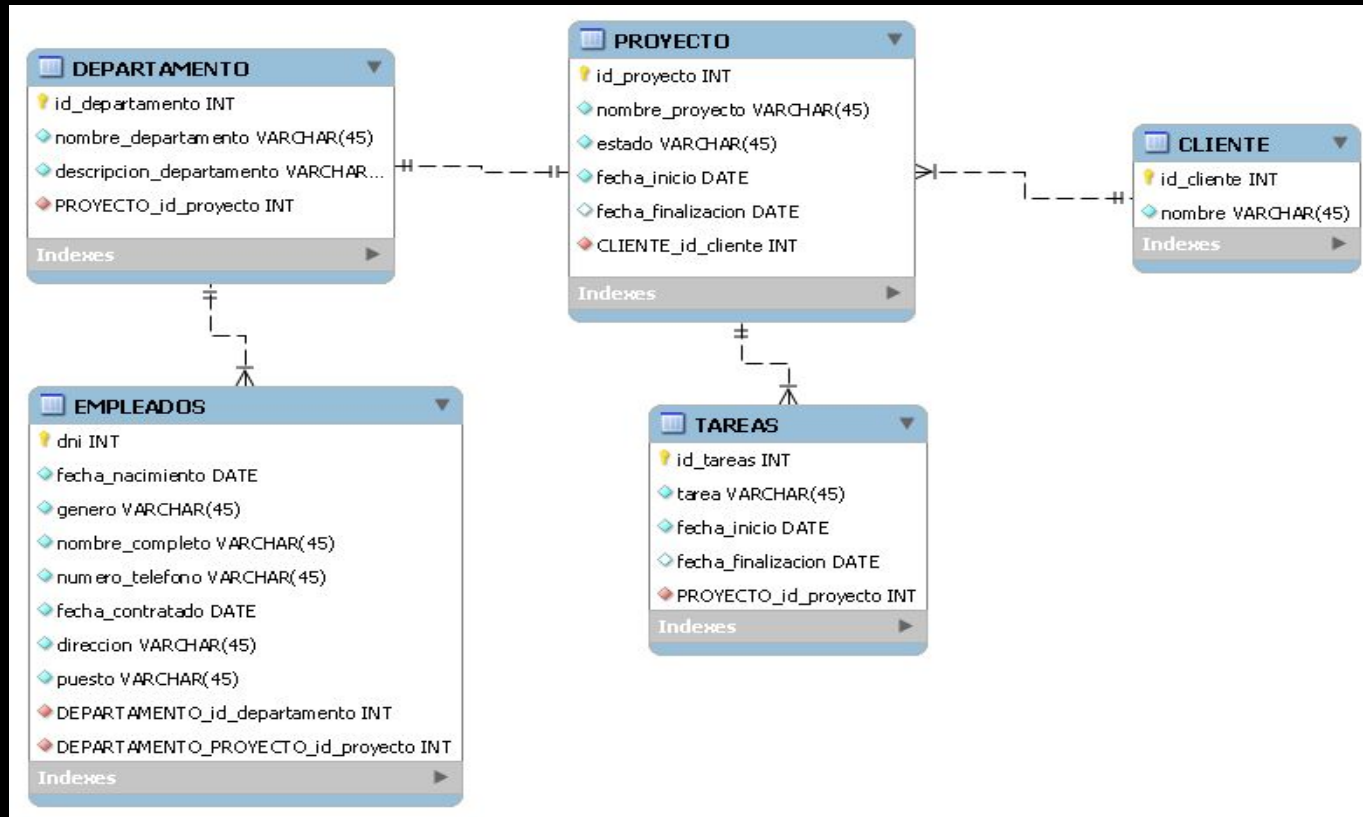 DEPARTAMENTO
id_departamento INT
nombre_departamento VARCHAR(45)
descripcion_departamento VARCHAR...
PROYECTO_id_proyecto INT
Indexes
PROYECTO
id_proyecto INT
nombre_proyecto VARCHAR(45)
estado VARCHAR(45)
fecha_inicio DATE
fecha_finalizacion DATE
CLIENTE_id_cliente INT
Indexes
CLIENTE
id_cliente INT
nombre VARCHAR(45)
Indexes
EMPLEADOS
dni INT
fecha_nacimiento DATE
genero VARCHAR(45)
nombre_completo VARCHAR(45)
numero_telefono VARCHAR(45)
fecha_contratado DATE
direccion VARCHAR(45)
puesto VARCHAR(45)
DEPARTAMENTO_id_departamento INT
DEPARTAMENTO_PROYECTO_id_proyecto INT
Indexes
TAREAS
id_tareas INT
tarea VARCHAR(45)
fecha_inicio DATE
fecha_finalizacion DATE
PROYECTO_id_proyecto INT
Indexes